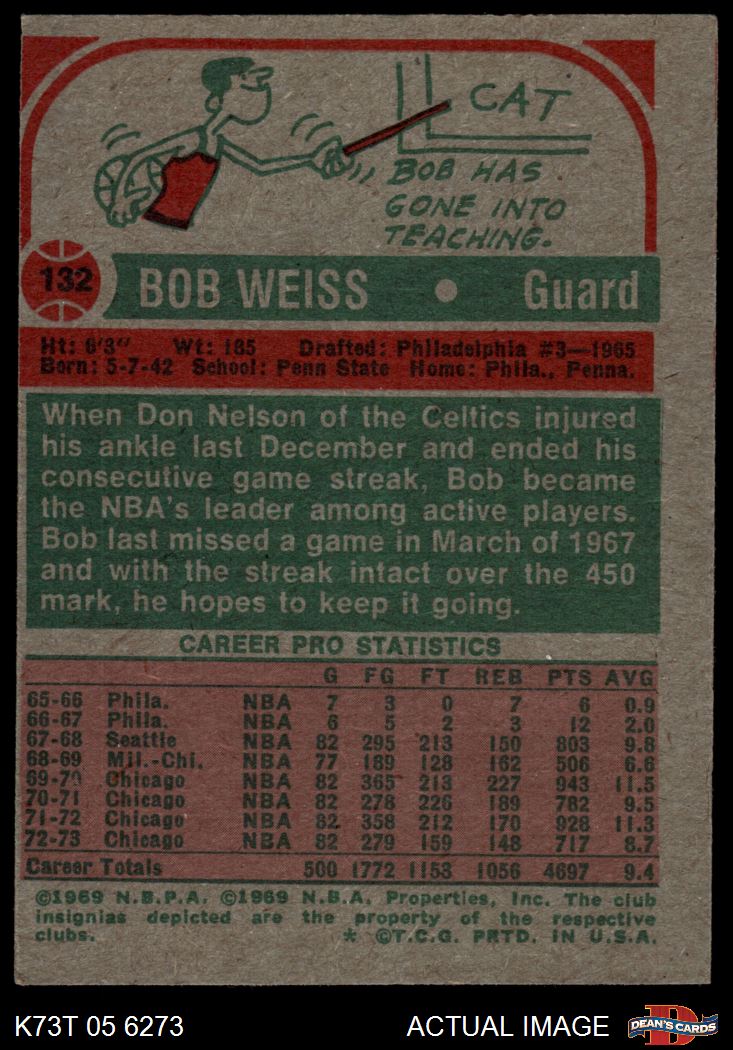 CAT
BOB HAS
GONE INTO
TEACHING.
132 BOB WEISS • Guard
Ht: 6'3" Wt: 185 Drafted: Philadelphia #3—1965
Born: 5-7-42 School: Penn State Home: Phila., Penna.
When Don Nelson of the Celtics injured
his ankle last December and ended his
consecutive game streak, Bob became
the NBA's leader among active players.
Bob last missed a game in March of 1967
and with the streak intact over the 450
mark, he hopes to keep it going.
CAREER PRO STATISTICS
G FG FT REB PTS AVG
65-66 Phila. NBA 7 3 0 7 6 0.9
66-67 Phila. NBA 6 5 2 3 12 2.0
67-68 Seattle NBA 82 295 213 150 803 9.8
68-69 Mil.-Chi. NBA 77 189 128 162 506 6.6
69-70 Chicago NBA 82 365 213 227 943 11.5
70-71 Chicago NBA 82 278 226 189 782 9.5
71-72 Chicago NBA 82 358 212 170 928 11.3
72-73 Chicago NBA 82 279 159 148 717 8.7
Career Totals 500 1772 1153 1056 4697 9.4
©1969 N.B.P.A. ©1969 N.B.A. Properties, Inc. The club
insignias depicted are the property of the respective
clubs. * ©T.C.G. PRTD. IN U.S.A.
K73T 05 6273 ACTUAL IMAGE DEAN'S CARDS